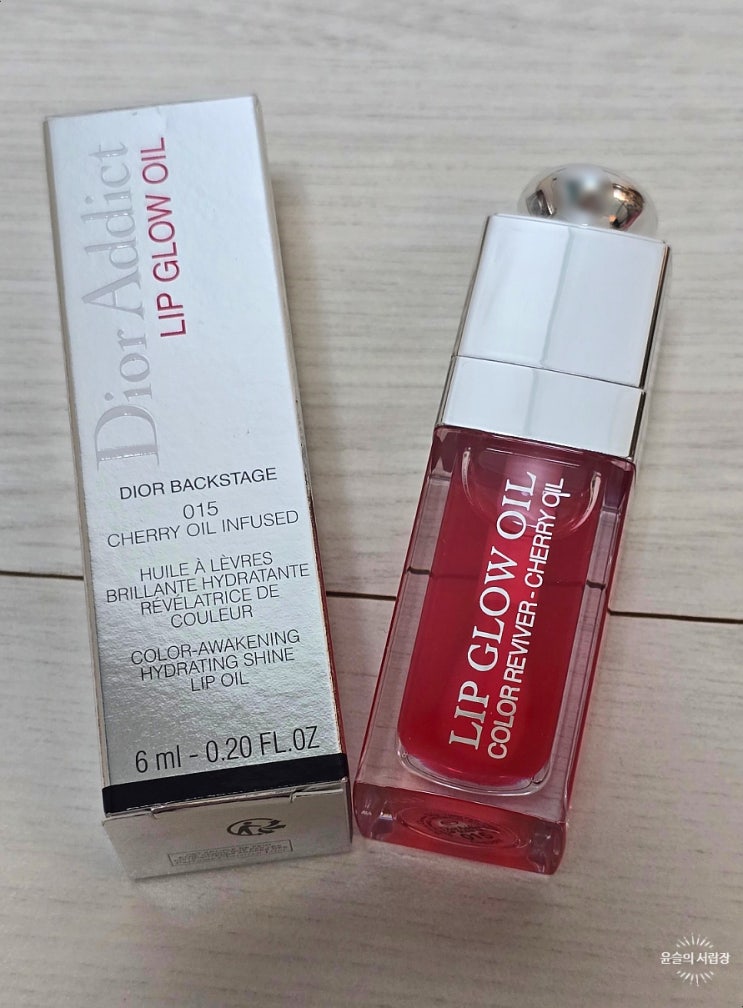 Dior Addict
LIP GLOW OIL
DIOR BACKSTAGE
015
CHERRY OIL INFUSED
HUILE À LÈVRES
BRILLANTE HYDRATANTE
RÉVÉLATRICE DE
COULEUR
COLOR-AWAKENING
HYDRATING SHINE
LIP OIL
6 ml - 0.20 FL.OZ
LIP GLOW OIL
COLOR REVIVER - CHERRY OIL
윤슬의 서랍장